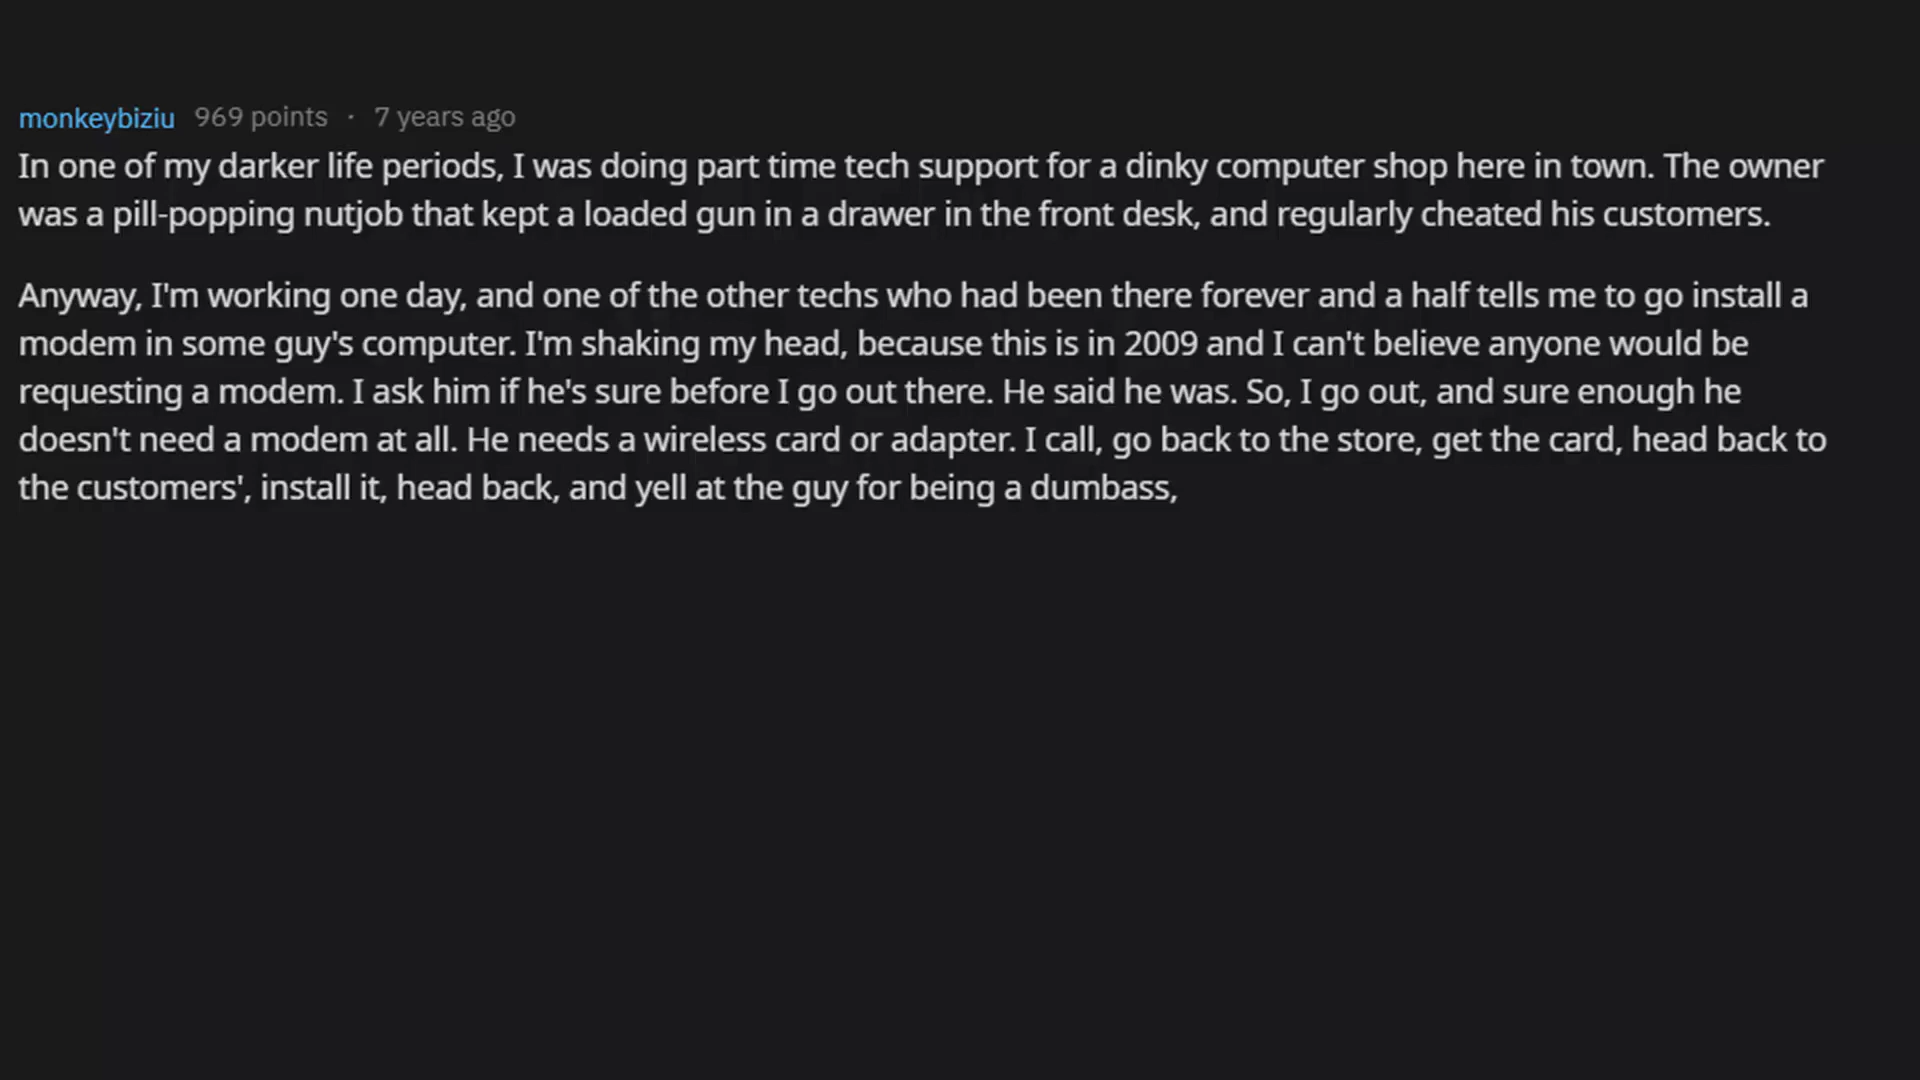 monkeybiziu 969 points · 7 years ago
In one of my darker life periods, I was doing part time tech support for a dinky computer shop here in town. The owner
was a pill-popping nutjob that kept a loaded gun in a drawer in the front desk, and regularly cheated his customers.
Anyway, I'm working one day, and one of the other techs who had been there forever and a half tells me to go install a
modem in some guy's computer. I'm shaking my head, because this is in 2009 and I can't believe anyone would be
requesting a modem. I ask him if he's sure before I go out there. He said he was. So, I go out, and sure enough he
doesn't need a modem at all. He needs a wireless card or adapter. I call, go back to the store, get the card, head back to
the customers', install it, head back, and yell at the guy for being a dumbass,